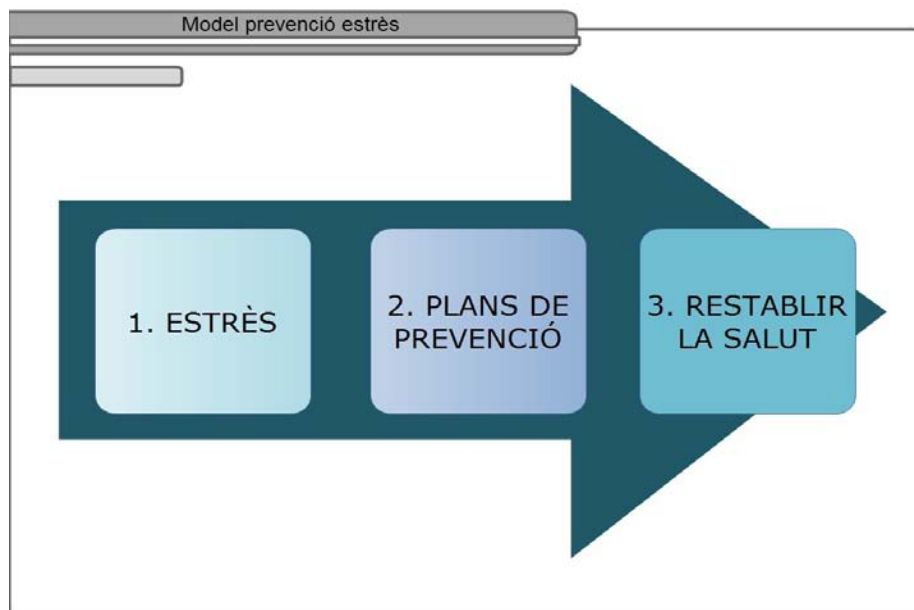 Model prevenció estrès
1. ESTRÈS
2. PLANS DE
PREVENCIÓ
3. RESTABLIR
LA SALUT